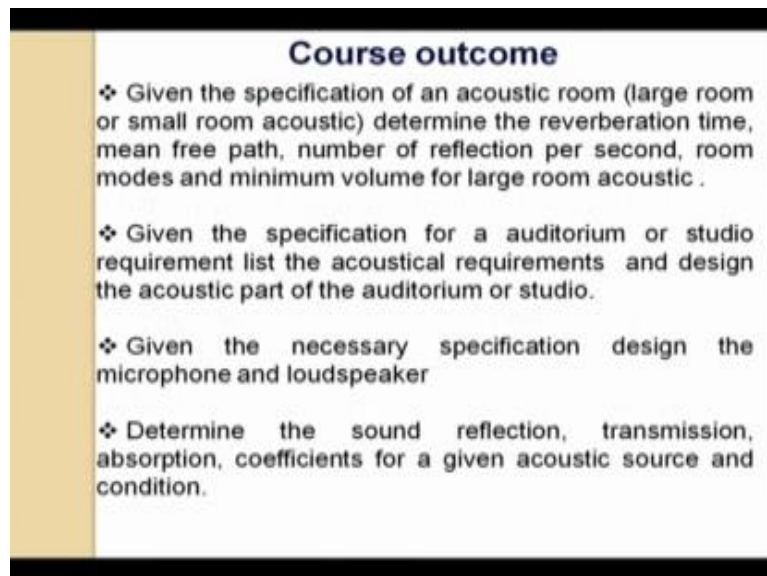 Course outcome
❖ Given the specification of an acoustic room (large room
or small room acoustic) determine the reverberation time,
mean free path, number of reflection per second, room
modes and minimum volume for large room acoustic .
❖ Given the specification for a auditorium or studio
requirement list the acoustical requirements and design
the acoustic part of the auditorium or studio.
❖ Given the necessary specification design the
microphone and loudspeaker
❖ Determine the sound reflection, transmission,
absorption, coefficients for a given acoustic source and
condition.